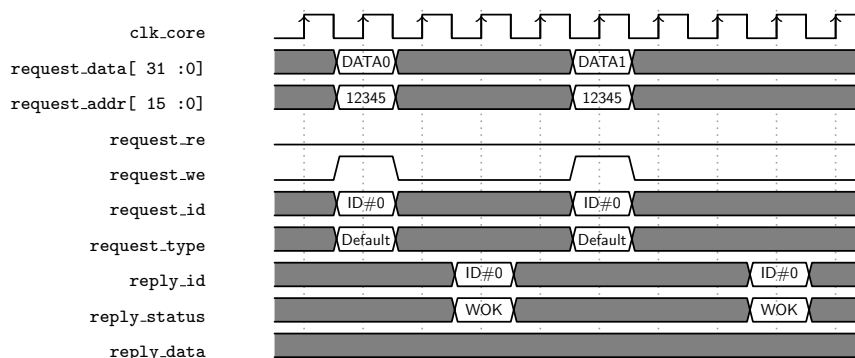 clk_core
request_data[ 31 :0] DATA0 DATA1
request_addr[ 15 :0] 12345 12345
request_re
request_we
request_id ID#0 ID#0
request_type Default Default
reply_id ID#0 ID#0
reply_status WOK WOK
reply_data